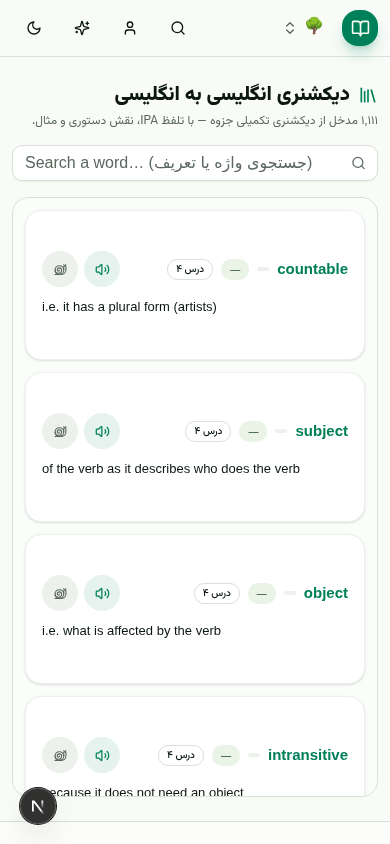 دیکشنری انگلیسی به انگلیسی
۱,۱۱۱ مدخل از دیکشنری تکمیلی جزوه — با تلفظ IPA، نقش دستوری و مثال.
Search a word… (جستجوی واژه یا تعریف)
countable — درس ۴
i.e. it has a plural form (artists)
subject — درس ۴
of the verb as it describes who does the verb
object — درس ۴
i.e. what is affected by the verb
intransitive — درس ۴
because it does not need an object
N